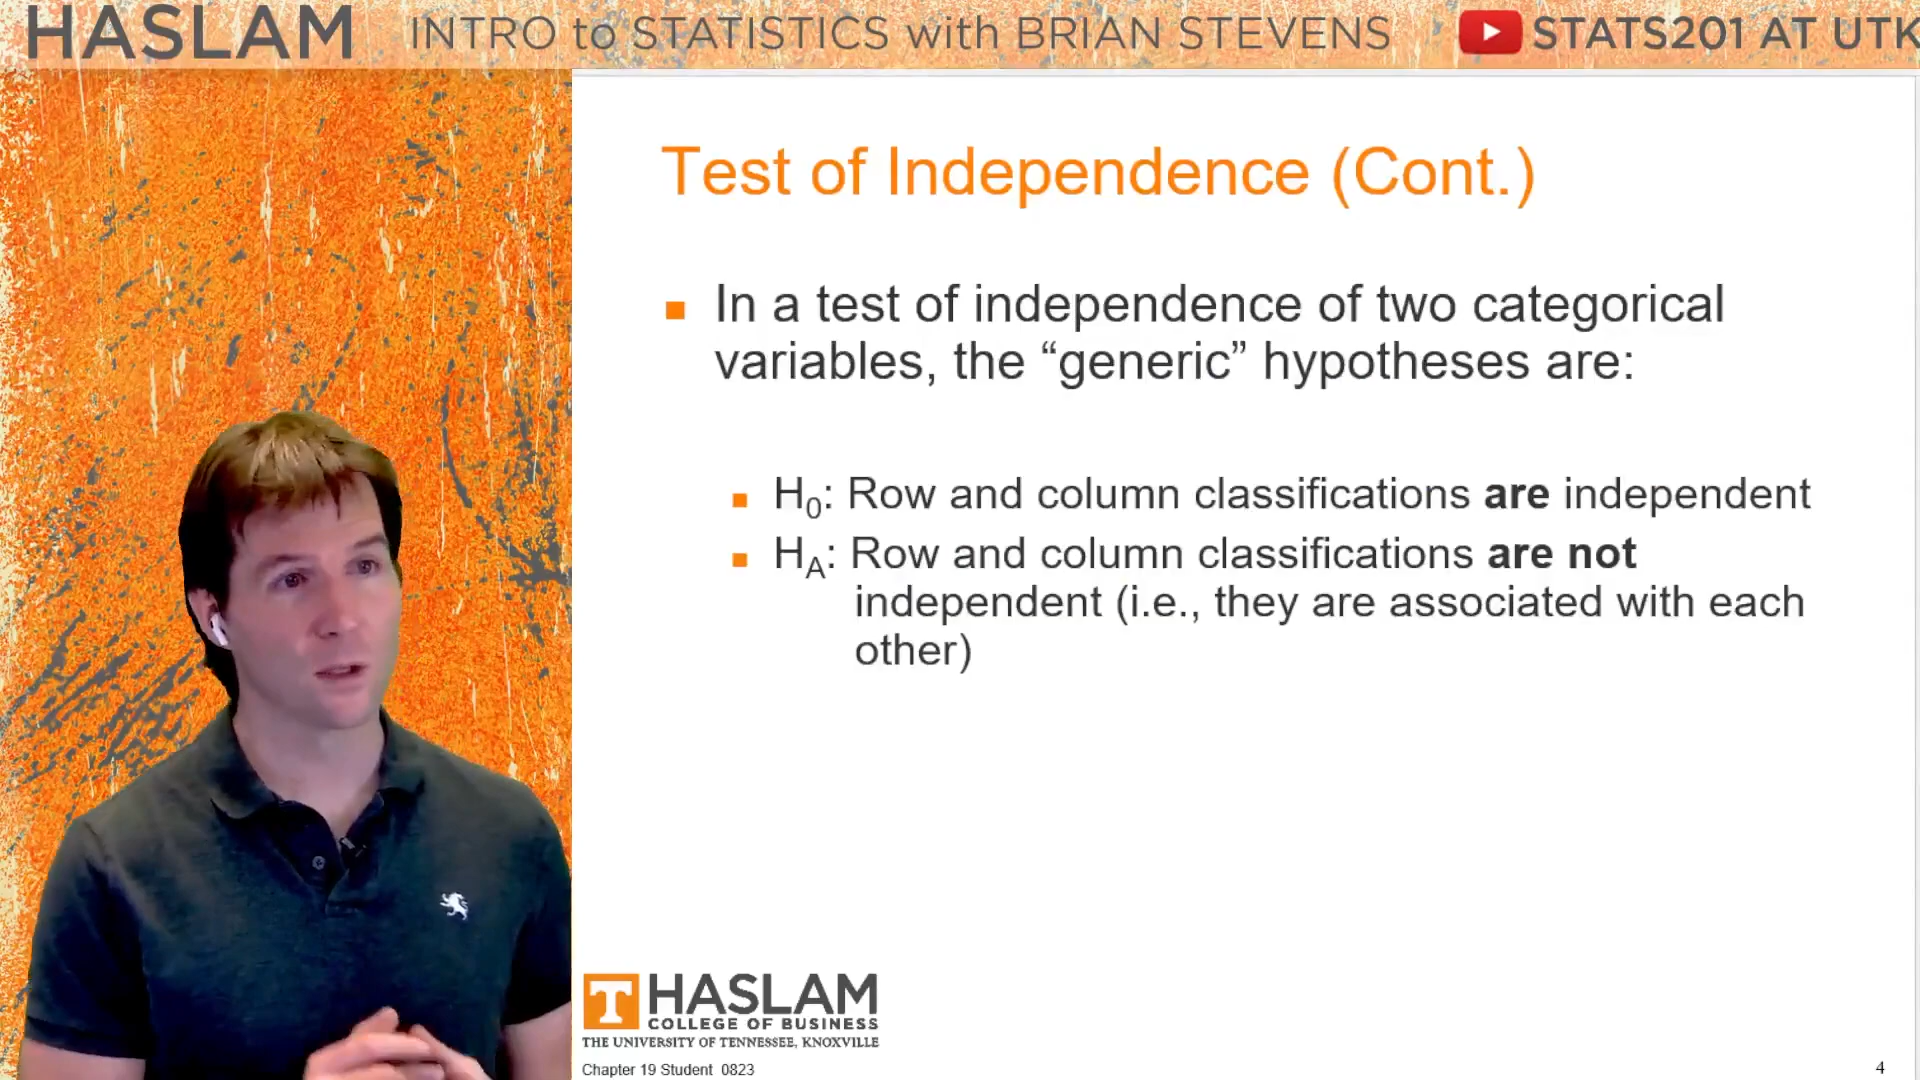 HASLAM INTRO to STATISTICS with BRIAN STEVENS STATS201 AT UTK
Test of Independence (Cont.)
In a test of independence of two categorical
variables, the “generic” hypotheses are:
H0: Row and column classifications are independent
HA: Row and column classifications are not
independent (i.e., they are associated with each
other)
T HASLAM
COLLEGE OF BUSINESS
THE UNIVERSITY OF TENNESSEE, KNOXVILLE
Chapter 19 Student 0823
4